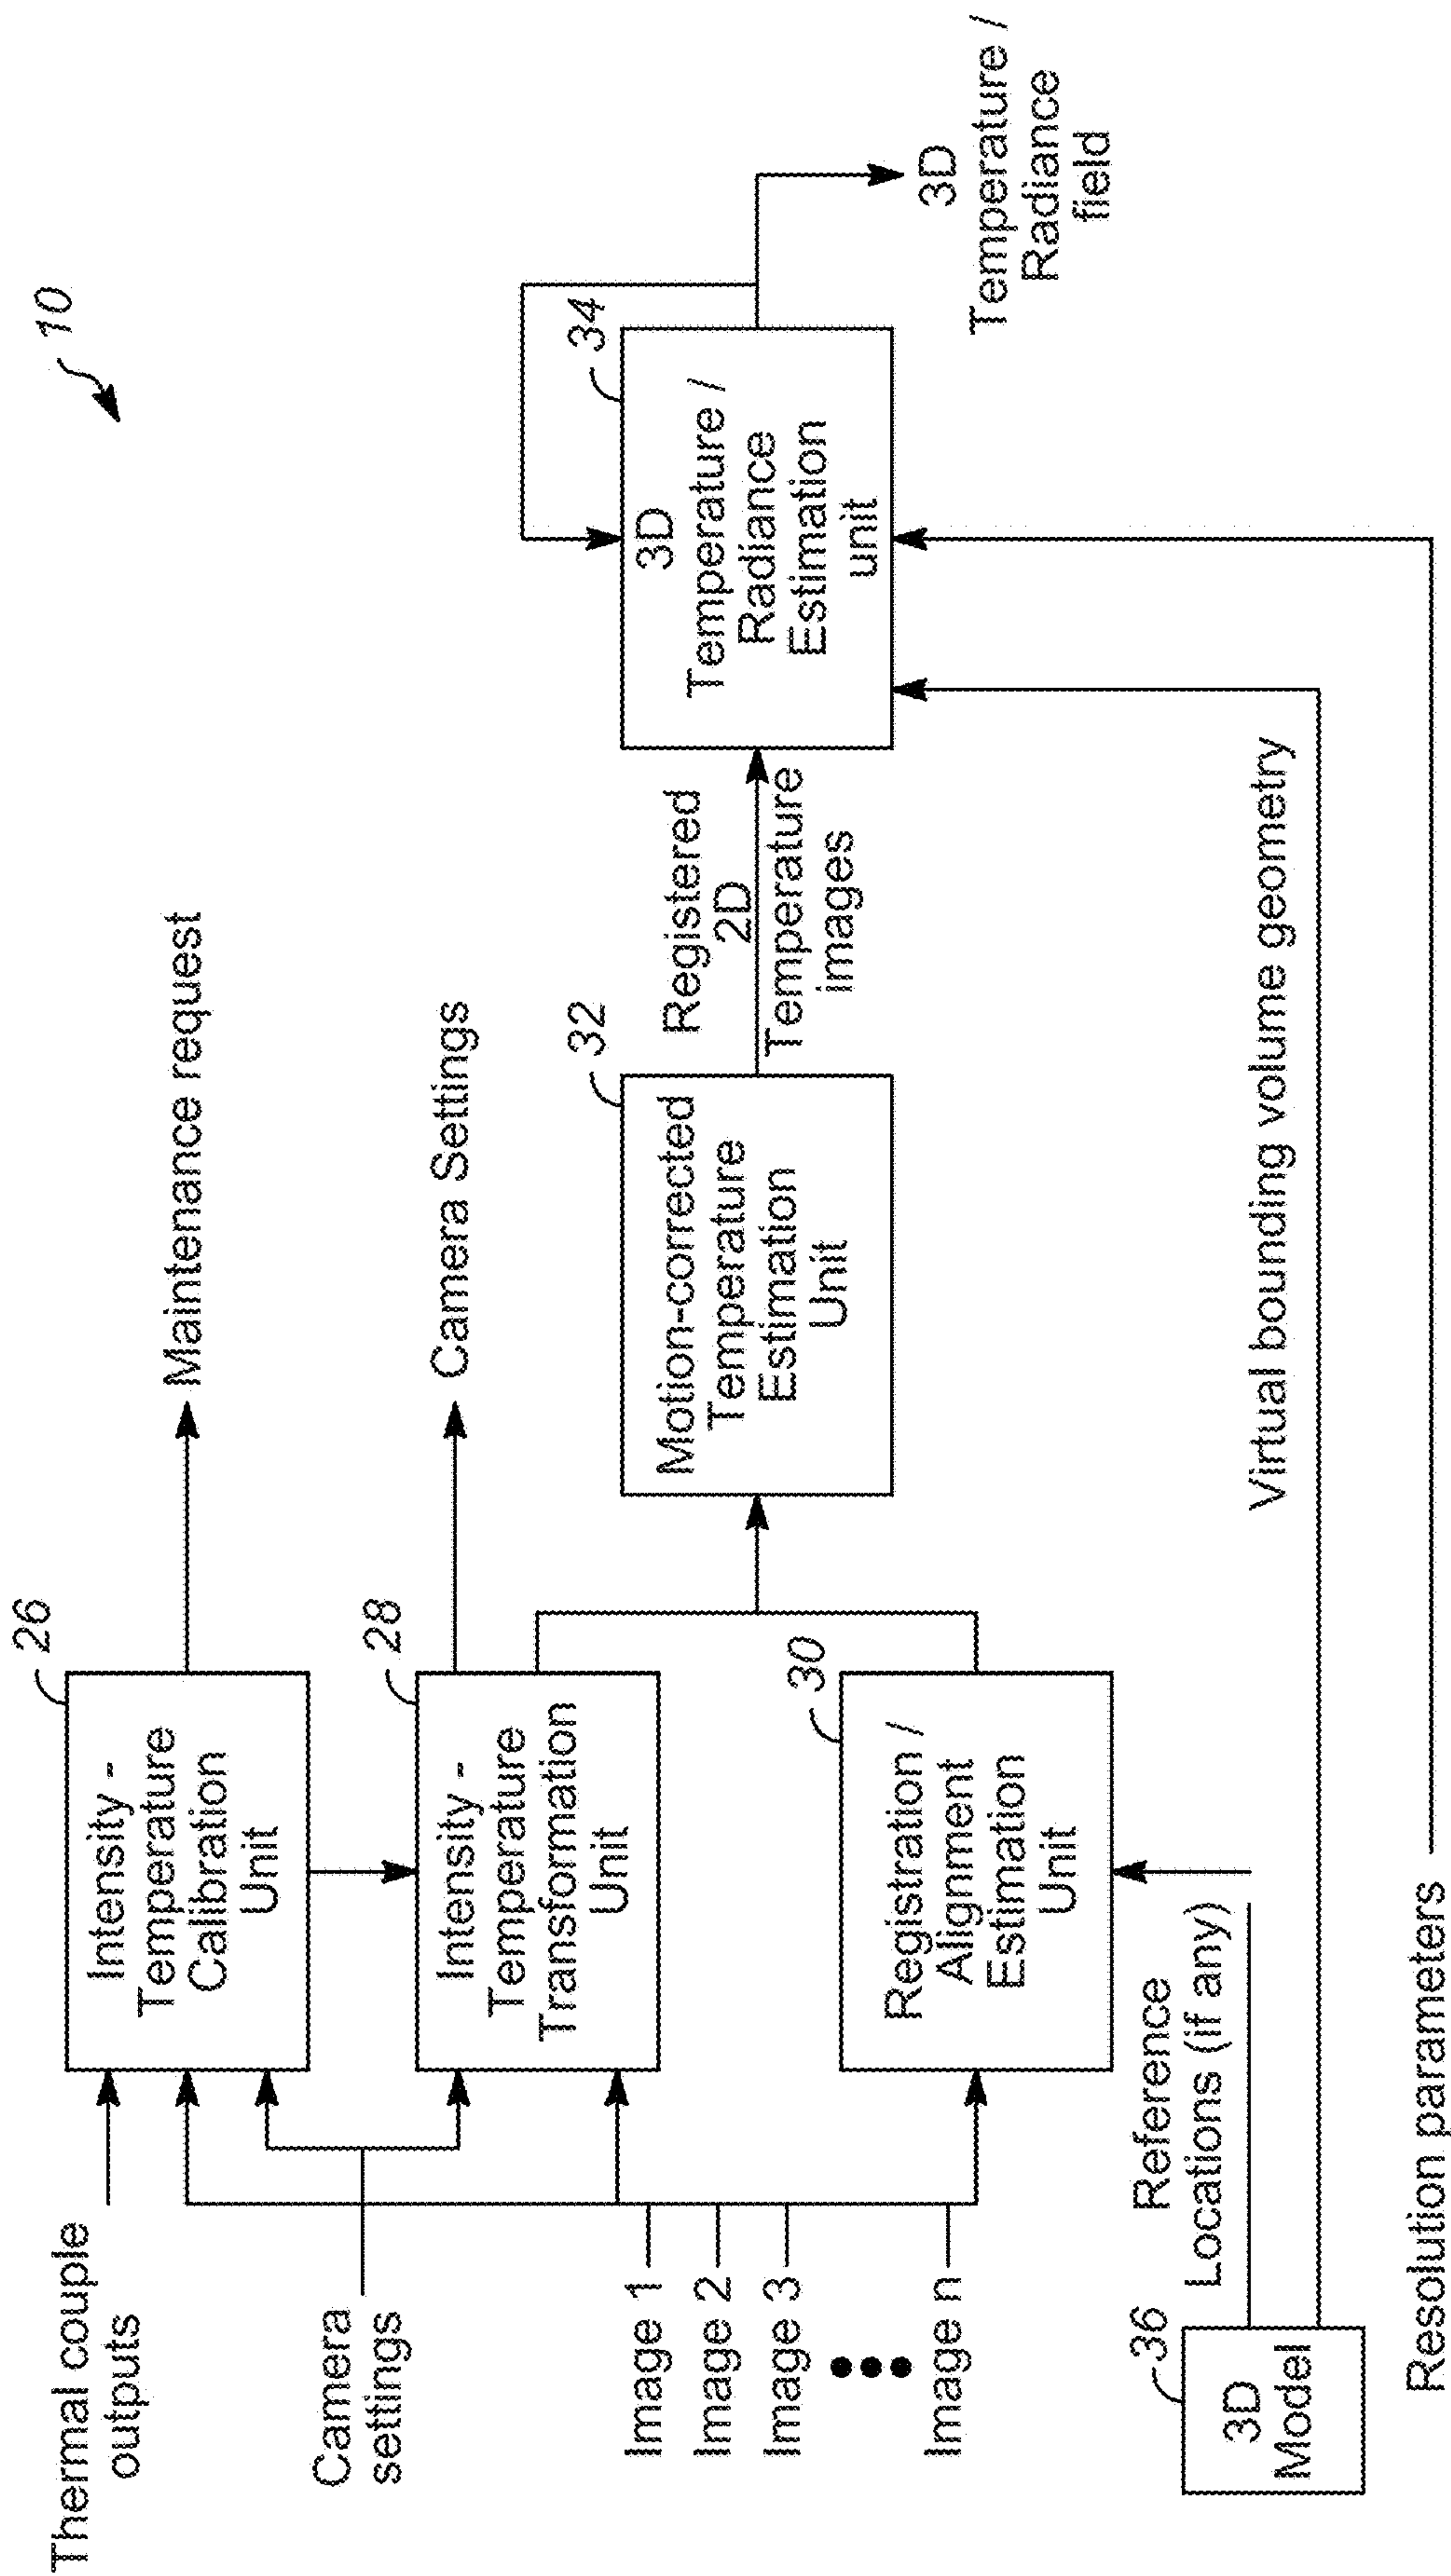 10
Thermal couple
outputs
Camera
settings
Image 1
Image 2
Image 3
Image n
26
Intensity -
Temperature
Calibration
Unit
Maintenance request
28
Intensity -
Temperature
Transformation
Unit
Camera Settings
30
Registration /
Alignment
Estimation
Unit
32
Motion-corrected
Temperature
Estimation
Unit
Registered
2D
Temperature
images
34
3D
Temperature /
Radiance
Estimation
unit
3D
Temperature /
Radiance
field
Reference
Locations (if any)
36
3D
Model
Virtual bounding volume geometry
Resolution parameters